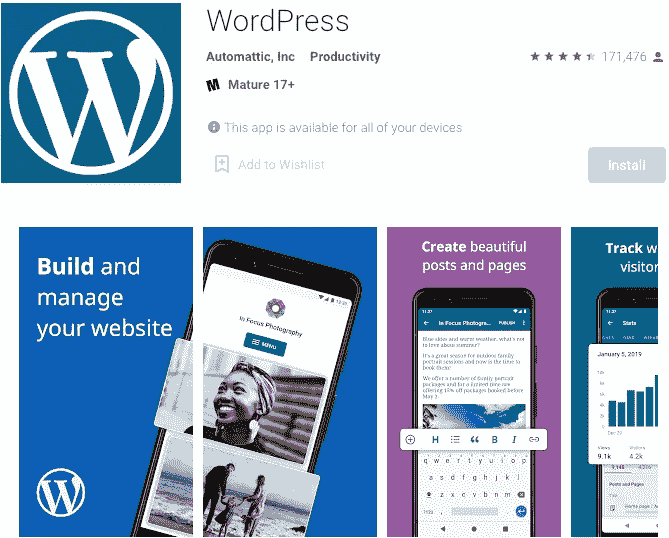 WordPress
Automattic, Inc Productivity
171,476
Mature 17+
This app is available for all of your devices
Add to Wishlist
Install
Build and
manage
your website
In Focus Photography
MENU
Create beautiful
posts and pages
11:27
In Focus Photogra... PUBLISH
Blue skies and warm weather, what's not
to love about summer?
It's a great season for outdoor family
portrait sessions and now is the time to
book them!
We offer a number of family portrait
packages and for a limited time are
offering 15% off packages booked before
May 2.
H B I
q w e r t y u i o p
a s d f g h j k l
z x c v b n m
Track w
visitor
11:27
Stats
January 5, 2019
Views Visitors
9.1k 4.2k
Posts and Pages